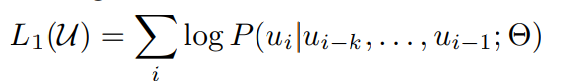 L₁(𝒰) = ∑ᵢ log P(uᵢ|uᵢ₋ₖ, . . . , uᵢ₋₁; Θ)